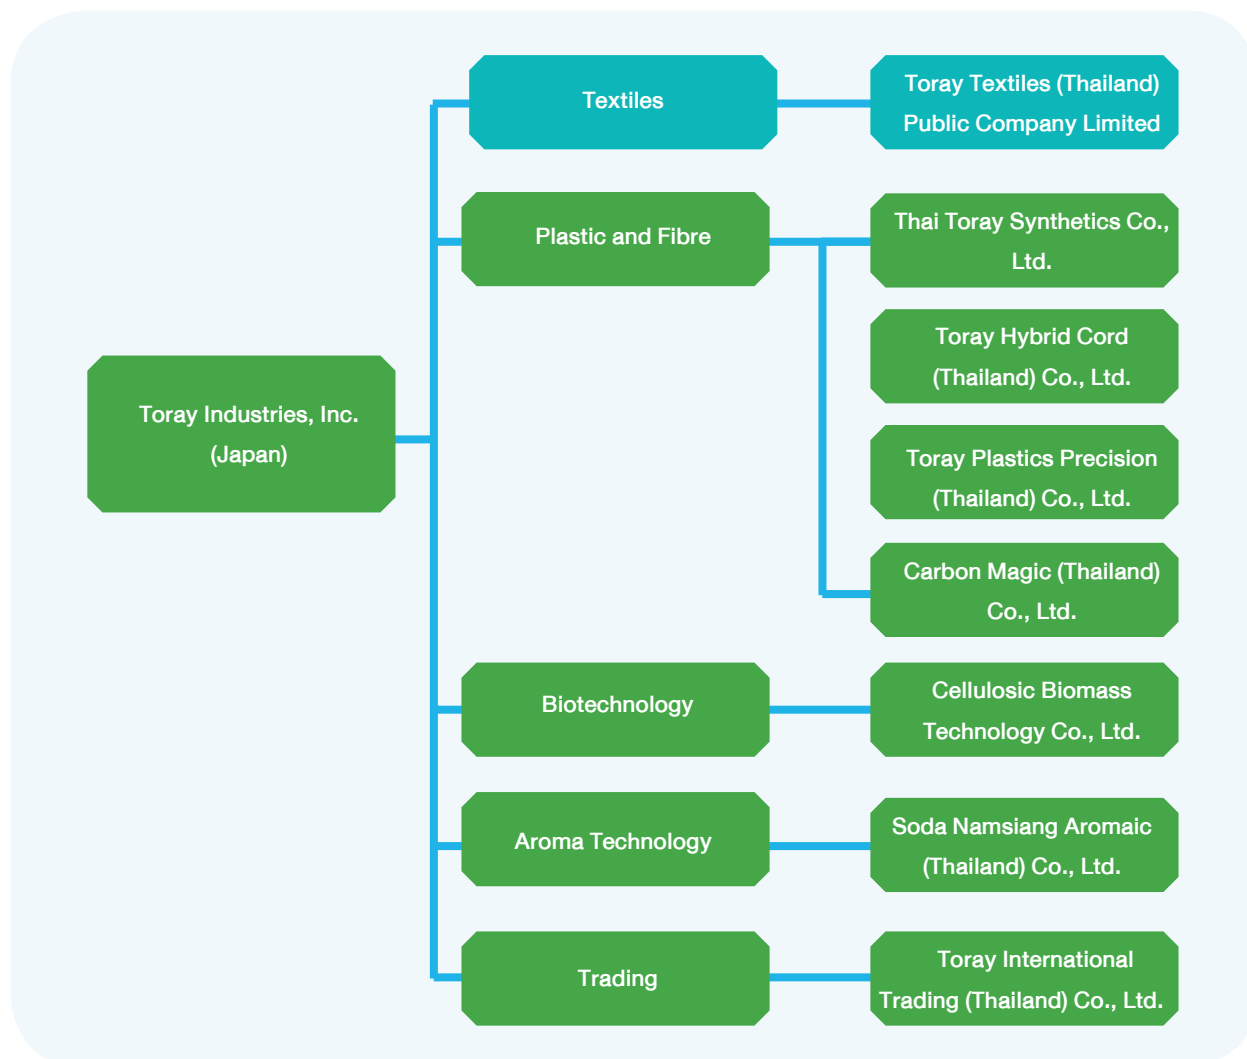 Toray Industries, Inc.
(Japan)
Textiles
Toray Textiles (Thailand)
Public Company Limited
Plastic and Fibre
Thai Toray Synthetics Co.,
Ltd.
Toray Hybrid Cord
(Thailand) Co., Ltd.
Toray Plastics Precision
(Thailand) Co., Ltd.
Carbon Magic (Thailand)
Co., Ltd.
Biotechnology
Cellulosic Biomass
Technology Co., Ltd.
Aroma Technology
Soda Namsiang Aromaic
(Thailand) Co., Ltd.
Trading
Toray International
Trading (Thailand) Co., Ltd.